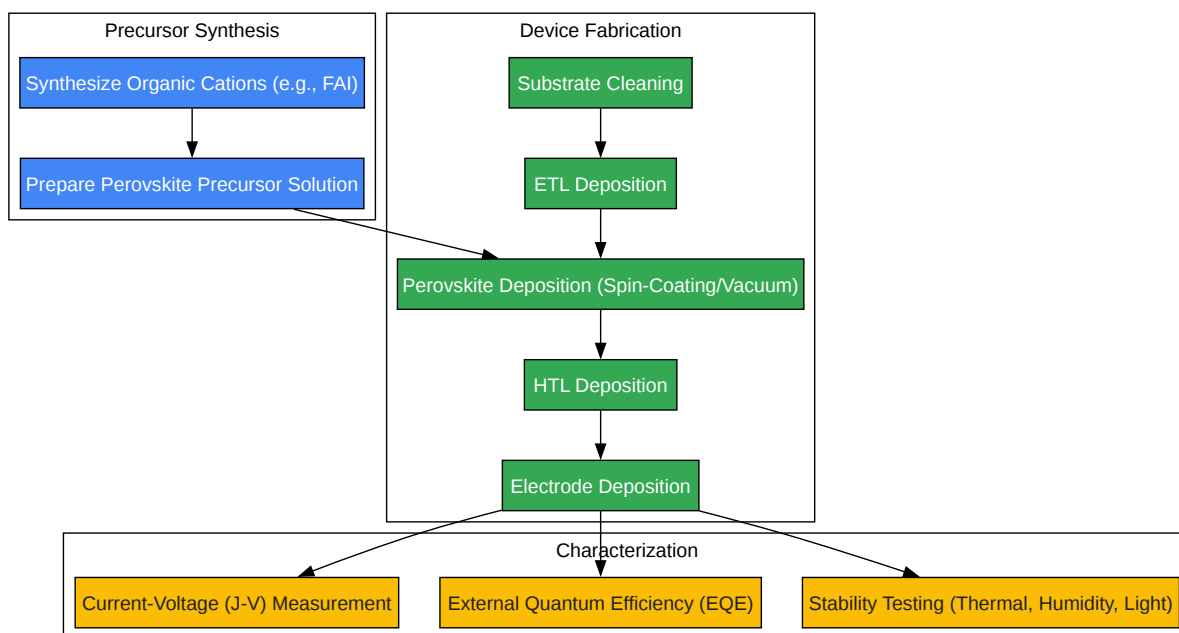 Precursor Synthesis
Synthesize Organic Cations (e.g., FAI)
Prepare Perovskite Precursor Solution
Device Fabrication
Substrate Cleaning
ETL Deposition
Perovskite Deposition (Spin-Coating/Vacuum)
HTL Deposition
Electrode Deposition
Characterization
Current-Voltage (J-V) Measurement
External Quantum Efficiency (EQE)
Stability Testing (Thermal, Humidity, Light)